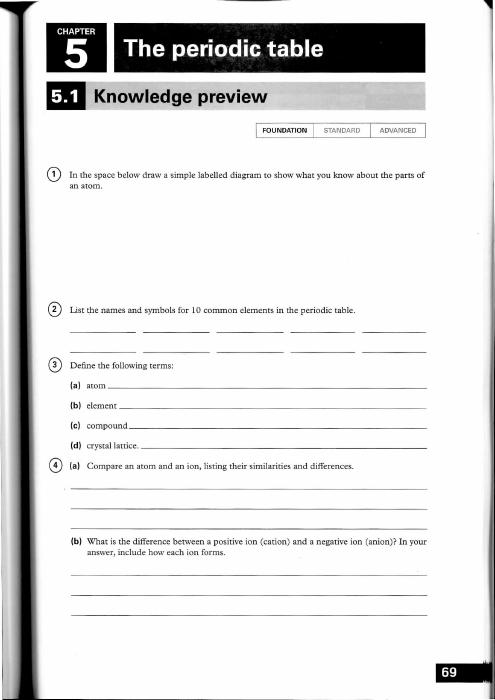 CHAPTER
5
The periodic table
5.1 Knowledge preview
FOUNDATION STANDARD ADVANCED
1 In the space below draw a simple labelled diagram to show what you know about the parts of
an atom.
2 List the names and symbols for 10 common elements in the periodic table.
3 Define the following terms:
(a) atom
(b) element
(c) compound
(d) crystal lattice.
4 (a) Compare an atom and an ion, listing their similarities and differences.
(b) What is the difference between a positive ion (cation) and a negative ion (anion)? In your
answer, include how each ion forms.
69